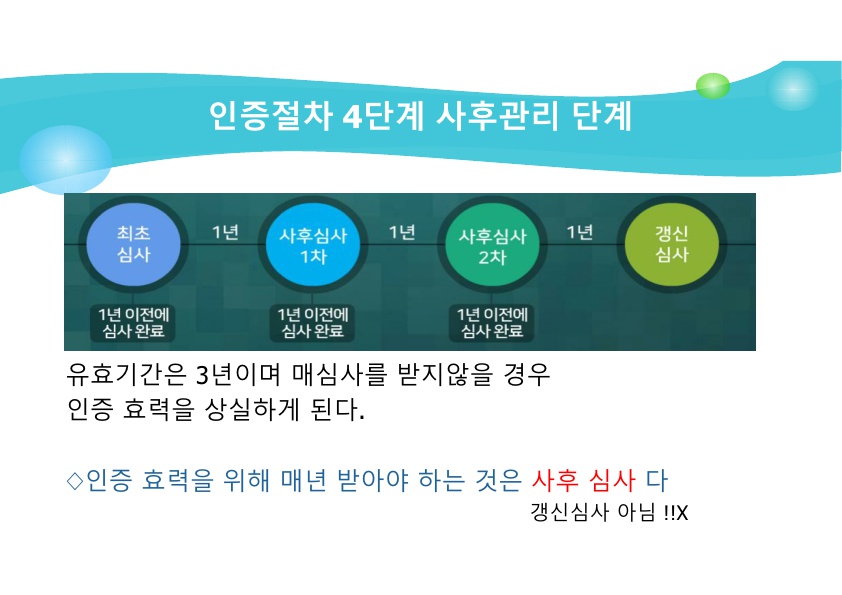 인증절차 4단계 사후관리 단계
최초
심사
1년
사후심사
1차
1년
사후심사
2차
1년
갱신
심사
1년 이전에
심사 완료
1년 이전에
심사 완료
1년 이전에
심사 완료
유효기간은 3년이며 매심사를 받지않을 경우
인증 효력을 상실하게 된다.
◇인증 효력을 위해 매년 받아야 하는 것은 사후 심사 다
갱신심사 아님 !!X